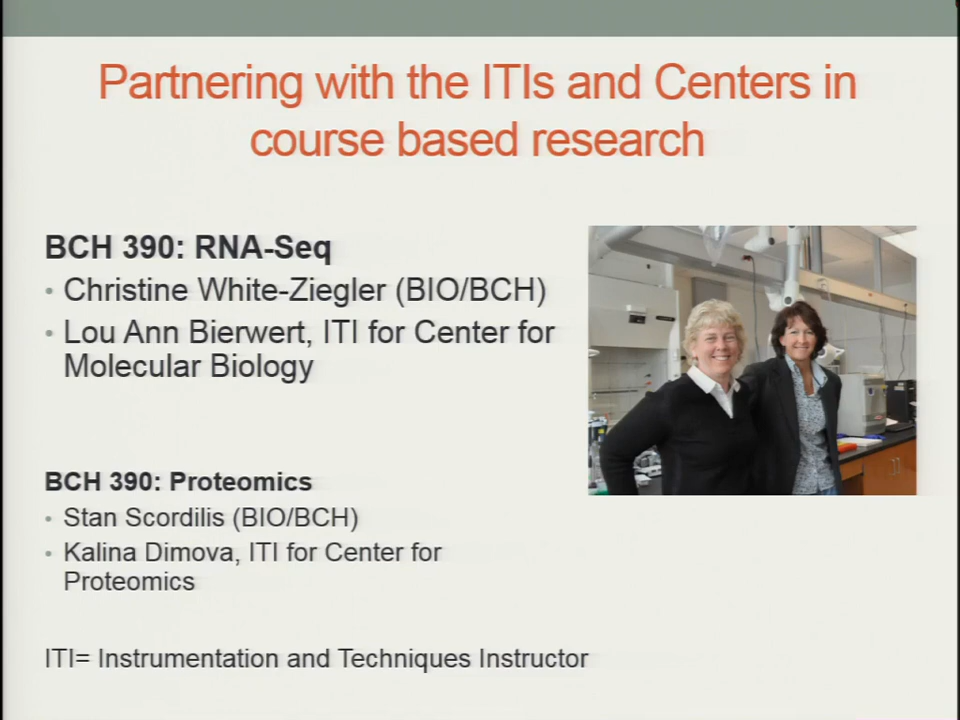 Partnering with the ITIs and Centers in
course based research
BCH 390: RNA-Seq
• Christine White-Ziegler (BIO/BCH)
• Lou Ann Bierwert, ITI for Center for
Molecular Biology
BCH 390: Proteomics
• Stan Scordilis (BIO/BCH)
• Kalina Dimova, ITI for Center for
Proteomics
ITI= Instrumentation and Techniques Instructor